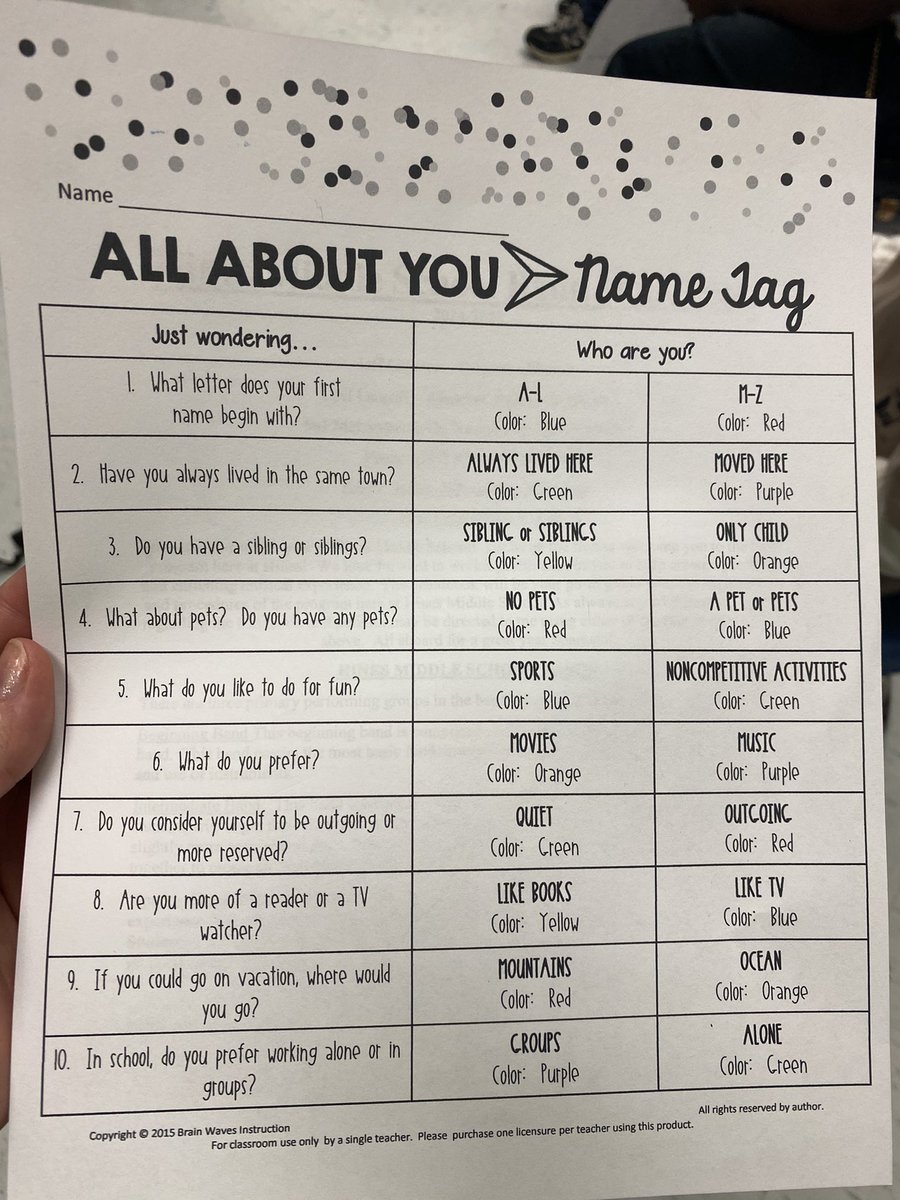 Name
ALL ABOUT YOU Name Tag
Just wondering...
Who are you?
1. What letter does your first
name begin with?
A-L
Color: Blue
M-Z
Color: Red
2. Have you always lived in the same town?
ALWAYS LIVED HERE
Color: Green
MOVED HERE
Color: Purple
3. Do you have a sibling or siblings?
SIBLING or SIBLINGS
Color: Yellow
ONLY CHILD
Color: Orange
4. What about pets? Do you have any pets?
NO PETS
Color: Red
A PET or PETS
Color: Blue
5. What do you like to do for fun?
SPORTS
Color: Blue
NONCOMPETITIVE ACTIVITIES
Color: Green
6. What do you prefer?
MOVIES
Color: Orange
MUSIC
Color: Purple
7. Do you consider yourself to be outgoing or
more reserved?
QUIET
Color: Green
OUTGOING
Color: Red
8. Are you more of a reader or a TV
watcher?
LIKE BOOKS
Color: Yellow
LIKE TV
Color: Blue
9. If you could go on vacation, where would
you go?
MOUNTAINS
Color: Red
OCEAN
Color: Orange
10. In school, do you prefer working alone or in
groups?
GROUPS
Color: Purple
ALONE
Color: Green
Copyright © 2015 Brain Waves Instruction
All rights reserved by author.
For classroom use only by a single teacher. Please purchase one licensure per teacher using this product.